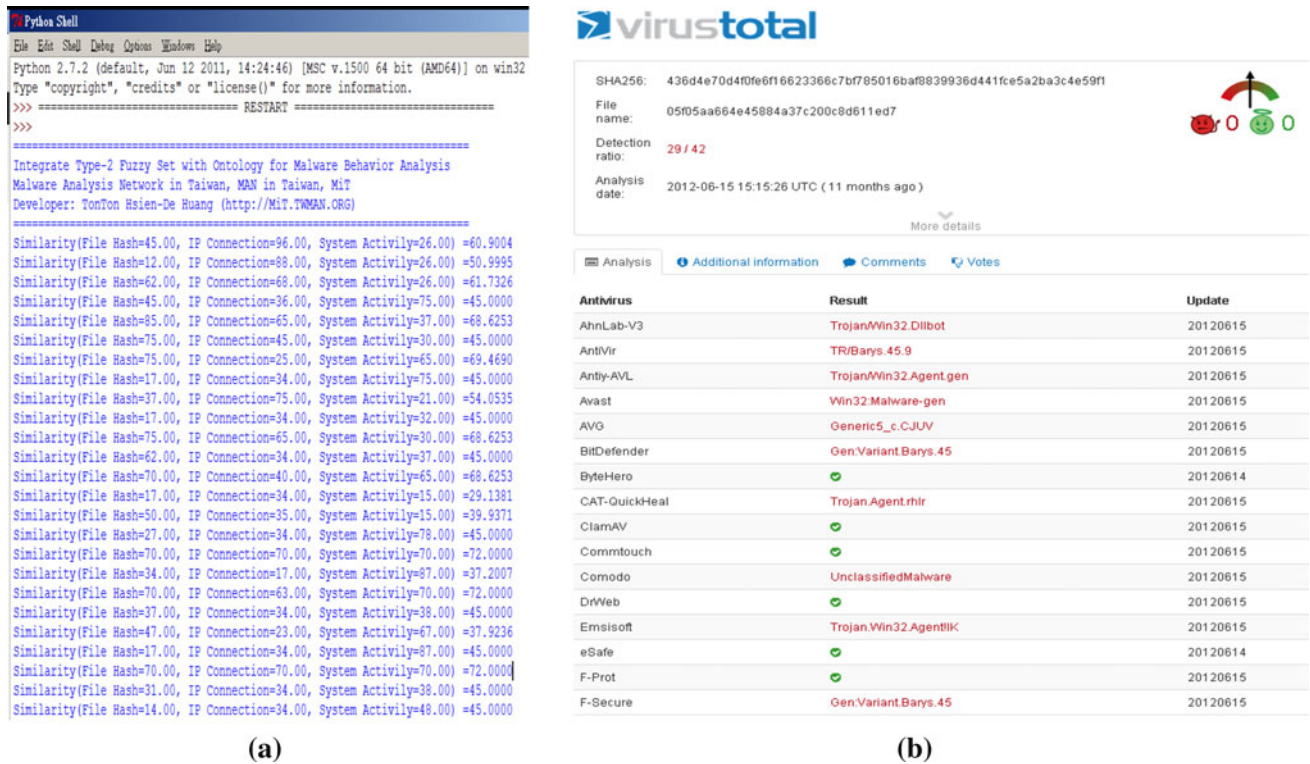 Python Shell
File Edit Shell Debug Options Windows Help
Python 2.7.2 (default, Jun 12 2011, 14:24:46) [MSC v.1500 64 bit (AMD64)] on win32
Type "copyright", "credits" or "license()" for more information.
>>> ================================ RESTART ================================
>>>
=========================================================================
Integrate Type-2 Fuzzy Set with Ontology for Malware Behavior Analysis
Malware Analysis Network in Taiwan, MAN in Taiwan, MiT
Developer: TonTon Hsien-De Huang (http://MiT.TWMAN.ORG)
=========================================================================
Similarity(File Hash=45.00, IP Connection=96.00, System Activily=26.00) =60.9004
Similarity(File Hash=12.00, IP Connection=88.00, System Activily=26.00) =50.9995
Similarity(File Hash=62.00, IP Connection=68.00, System Activily=26.00) =61.7326
Similarity(File Hash=45.00, IP Connection=36.00, System Activily=75.00) =45.0000
Similarity(File Hash=85.00, IP Connection=65.00, System Activily=37.00) =68.6253
Similarity(File Hash=75.00, IP Connection=45.00, System Activily=30.00) =45.0000
Similarity(File Hash=75.00, IP Connection=25.00, System Activily=65.00) =69.4690
Similarity(File Hash=17.00, IP Connection=34.00, System Activily=75.00) =45.0000
Similarity(File Hash=37.00, IP Connection=75.00, System Activily=21.00) =54.0535
Similarity(File Hash=17.00, IP Connection=34.00, System Activily=32.00) =45.0000
Similarity(File Hash=75.00, IP Connection=65.00, System Activily=30.00) =68.6253
Similarity(File Hash=62.00, IP Connection=34.00, System Activily=37.00) =45.0000
Similarity(File Hash=70.00, IP Connection=40.00, System Activily=65.00) =68.6253
Similarity(File Hash=17.00, IP Connection=34.00, System Activily=15.00) =29.1381
Similarity(File Hash=50.00, IP Connection=35.00, System Activily=15.00) =39.9371
Similarity(File Hash=27.00, IP Connection=34.00, System Activily=78.00) =45.0000
Similarity(File Hash=70.00, IP Connection=70.00, System Activily=70.00) =72.0000
Similarity(File Hash=34.00, IP Connection=17.00, System Activily=87.00) =37.2007
Similarity(File Hash=70.00, IP Connection=63.00, System Activily=70.00) =72.0000
Similarity(File Hash=37.00, IP Connection=34.00, System Activily=38.00) =45.0000
Similarity(File Hash=47.00, IP Connection=23.00, System Activily=67.00) =37.9236
Similarity(File Hash=17.00, IP Connection=34.00, System Activily=87.00) =45.0000
Similarity(File Hash=70.00, IP Connection=70.00, System Activily=70.00) =72.0000
Similarity(File Hash=31.00, IP Connection=34.00, System Activily=38.00) =45.0000
Similarity(File Hash=14.00, IP Connection=34.00, System Activily=48.00) =45.0000
(a)
virustotal
SHA256: 436d4e70d4f0fe6f16623366c7bf785016baf8839936d441fce5a2ba3c4e59f1
File name: 05f05aa664e45884a37c200c8d611ed7
Detection ratio: 29 / 42
Analysis date: 2012-06-15 15:15:26 UTC ( 11 months ago )
0 0
More details
Analysis Additional information Comments Votes
Antivirus Result Update
AhnLab-V3 Trojan/Win32.Dllbot 20120615
AntiVir TR/Barys.45.9 20120615
Antiy-AVL Trojan/Win32.Agent.gen 20120615
Avast Win32:Malware-gen 20120615
AVG Generic5_c.CJUV 20120615
BitDefender Gen:Variant.Barys.45 20120615
ByteHero 20120614
CAT-QuickHeal Trojan.Agent.rhlr 20120615
ClamAV 20120615
Commtouch 20120615
Comodo UnclassifiedMalware 20120615
DrWeb 20120615
Emsisoft Trojan.Win32.Agent!IK 20120615
eSafe 20120614
F-Prot 20120615
F-Secure Gen:Variant.Barys.45 20120615
(b)